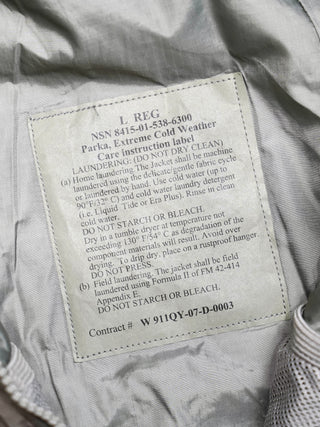 L REG
NSN 8415-01-538-6300
Parka, Extreme Cold Weather
Care instruction label
LAUNDERING: (DO NOT DRY CLEAN)
(a) Home laundering The Jacket shall be machine
laundered using the delicate/gentle fabric cycle
or laundered by hand. Use cold water (up to
90°F/32° C) and cold water laundry detergent
(i.e. Liquid Tide or Era Plus). Rinse in clean
cold water.
DO NOT STARCH OR BLEACH.
Dry in a tumble dryer at temperature not
exceeding 130° F/54° C as degradation of the
component materials will result. Avoid over
drying. To drip dry, place on a rustproof hanger.
DO NOT PRESS.
(b) Field laundering. The jacket shall be field
laundered using Formula II of FM 42-414
Appendix E.
DO NOT STARCH OR BLEACH.
Contract # W 911QY-07-D-0003